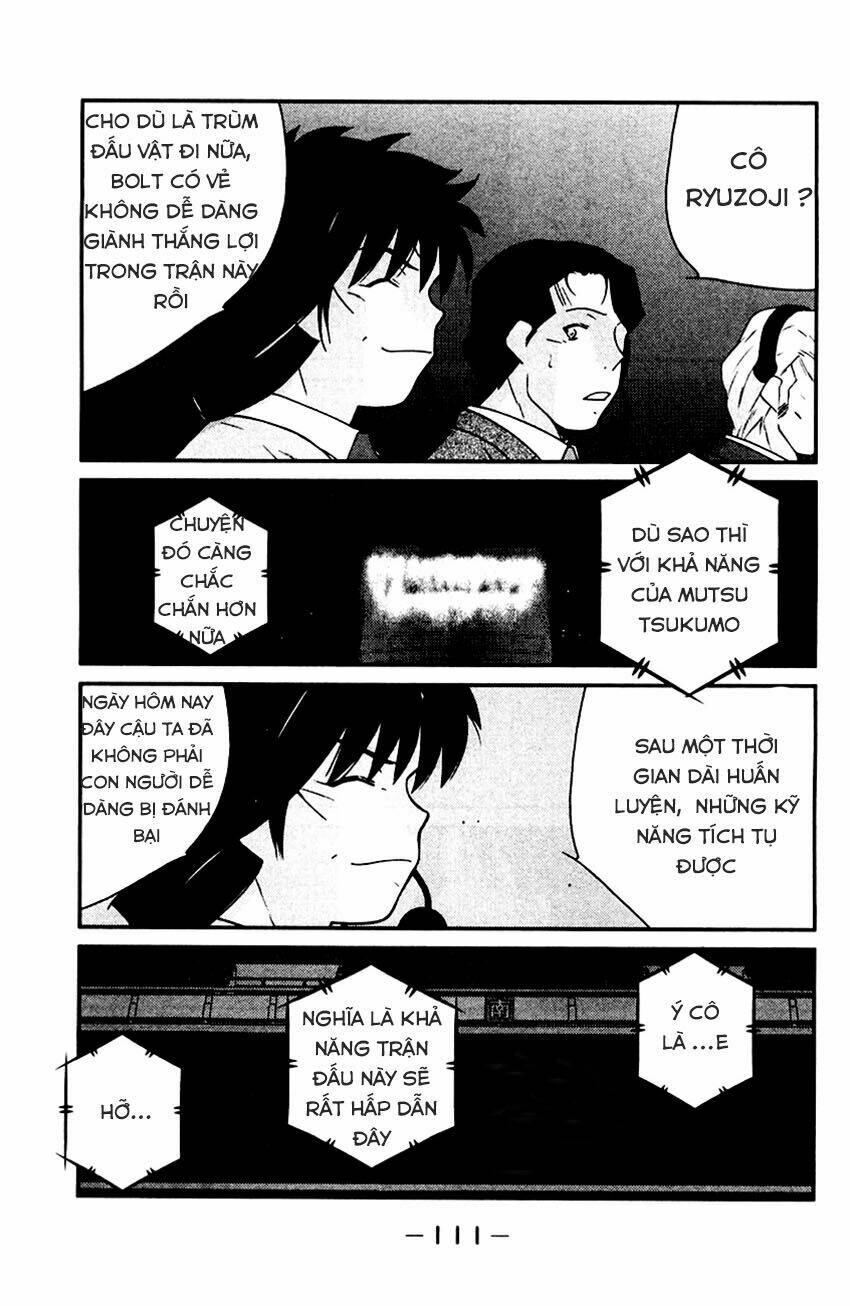 CÔ
RYUZOJI ?
CHO DÙ LÀ TRÙM
ĐẤU VẬT ĐI NỮA,
BOLT CÓ VẺ
KHÔNG DỄ DÀNG
GIÀNH THẮNG LỢI
TRONG TRẬN NÀY
RỒI
DÙ SAO THÌ
VỚI KHẢ NĂNG
CỦA MUTSU
TSUKUMO
CHUYỆN
ĐÓ CÀNG
CHẮC
CHẮN HƠN
NỮA
SAU MỘT THỜI
GIAN DÀI HUẤN
LUYỆN, NHỮNG KỸ
NĂNG TÍCH TỤ
ĐƯỢC
NGÀY HÔM NAY
ĐÂY CẬU TA ĐÃ
KHÔNG PHẢI
CON NGƯỜI DỄ
DÀNG BỊ ĐÁNH
BẠI
Ý CÔ
LÀ ...E
南
NGHĨA LÀ KHẢ
NĂNG TRẬN
ĐẤU NÀY SẼ
RẤT HẤP DẪN
ĐÂY
HỠ...
-111-